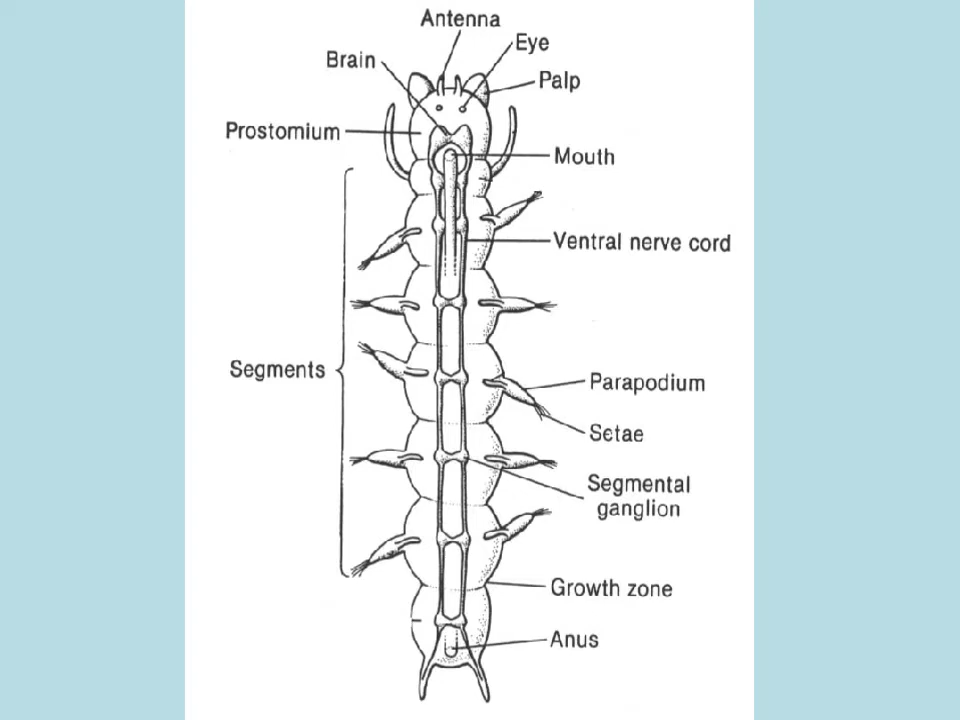 Antenna
Eye
Brain
Palp
Prostomium
Mouth
Ventral nerve cord
Segments
Parapodium
Setae
Segmental
ganglion
Growth zone
Anus